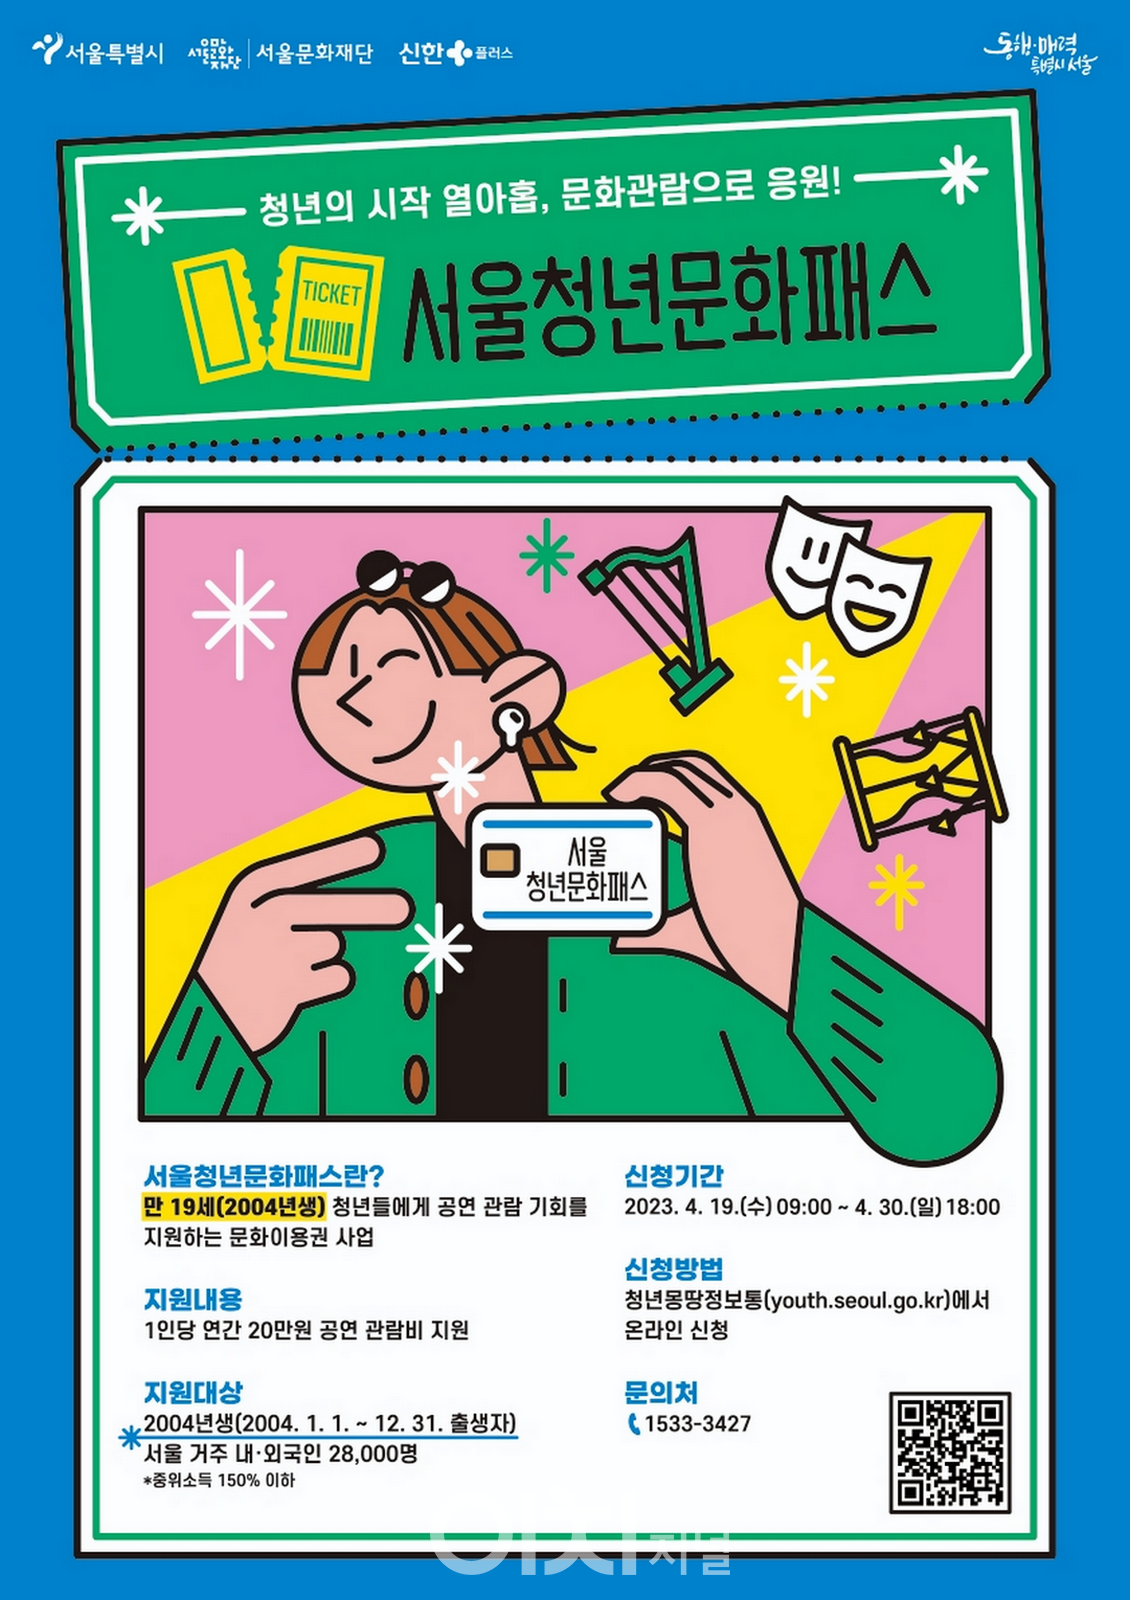 서울특별시
서울문화재단 서울문화재단
신한플러스
동행·매력
특별시 서울
청년의 시작 열아홉, 문화관람으로 응원!
TICKET
서울청년문화패스
서울
청년문화패스
서울청년문화패스란?
만 19세(2004년생) 청년들에게 공연 관람 기회를
지원하는 문화이용권 사업
지원내용
1인당 연간 20만원 공연 관람비 지원
지원대상
2004년생(2004. 1. 1. ~ 12. 31. 출생자)
서울 거주 내·외국인 28,000명
*중위소득 150% 이하
신청기간
2023. 4. 19.(수) 09:00 ~ 4. 30.(일) 18:00
신청방법
청년몽땅정보통(youth.seoul.go.kr)에서
온라인 신청
문의처
1533-3427